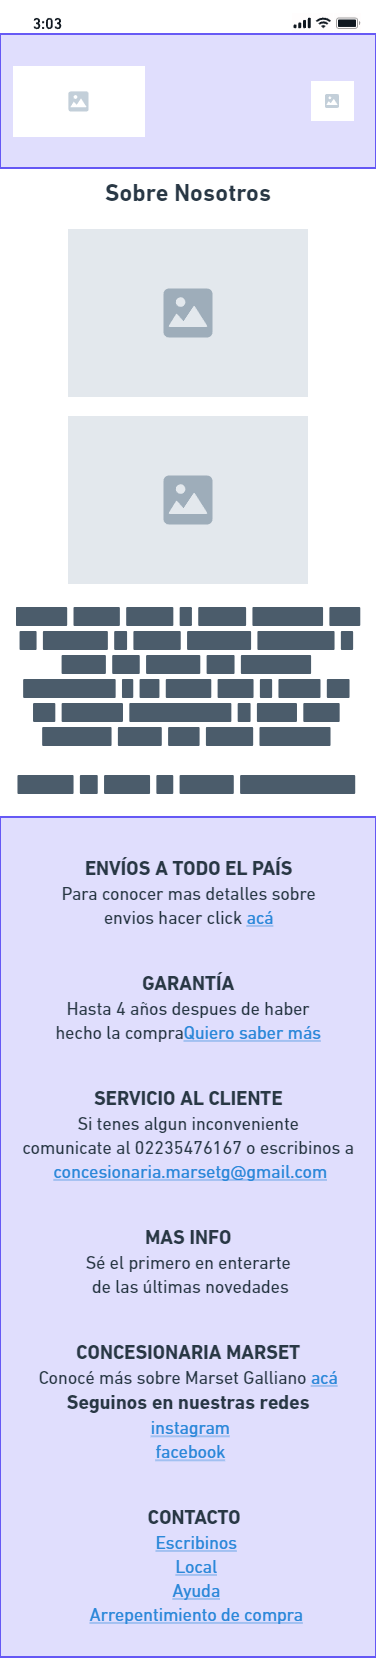 3:03
Sobre Nosotros
ENVÍOS A TODO EL PAÍS
Para conocer mas detalles sobre
envios hacer click acá
GARANTÍA
Hasta 4 años despues de haber
hecho la compraQuiero saber más
SERVICIO AL CLIENTE
Si tenes algun inconveniente
comunicate al 02235476167 o escribinos a
concesionaria.marsetg@gmail.com
MAS INFO
Sé el primero en enterarte
de las últimas novedades
CONCESIONARIA MARSET
Conocé más sobre Marset Galliano acá
Seguinos en nuestras redes
instagram
facebook
CONTACTO
Escribinos
Local
Ayuda
Arrepentimiento de compra